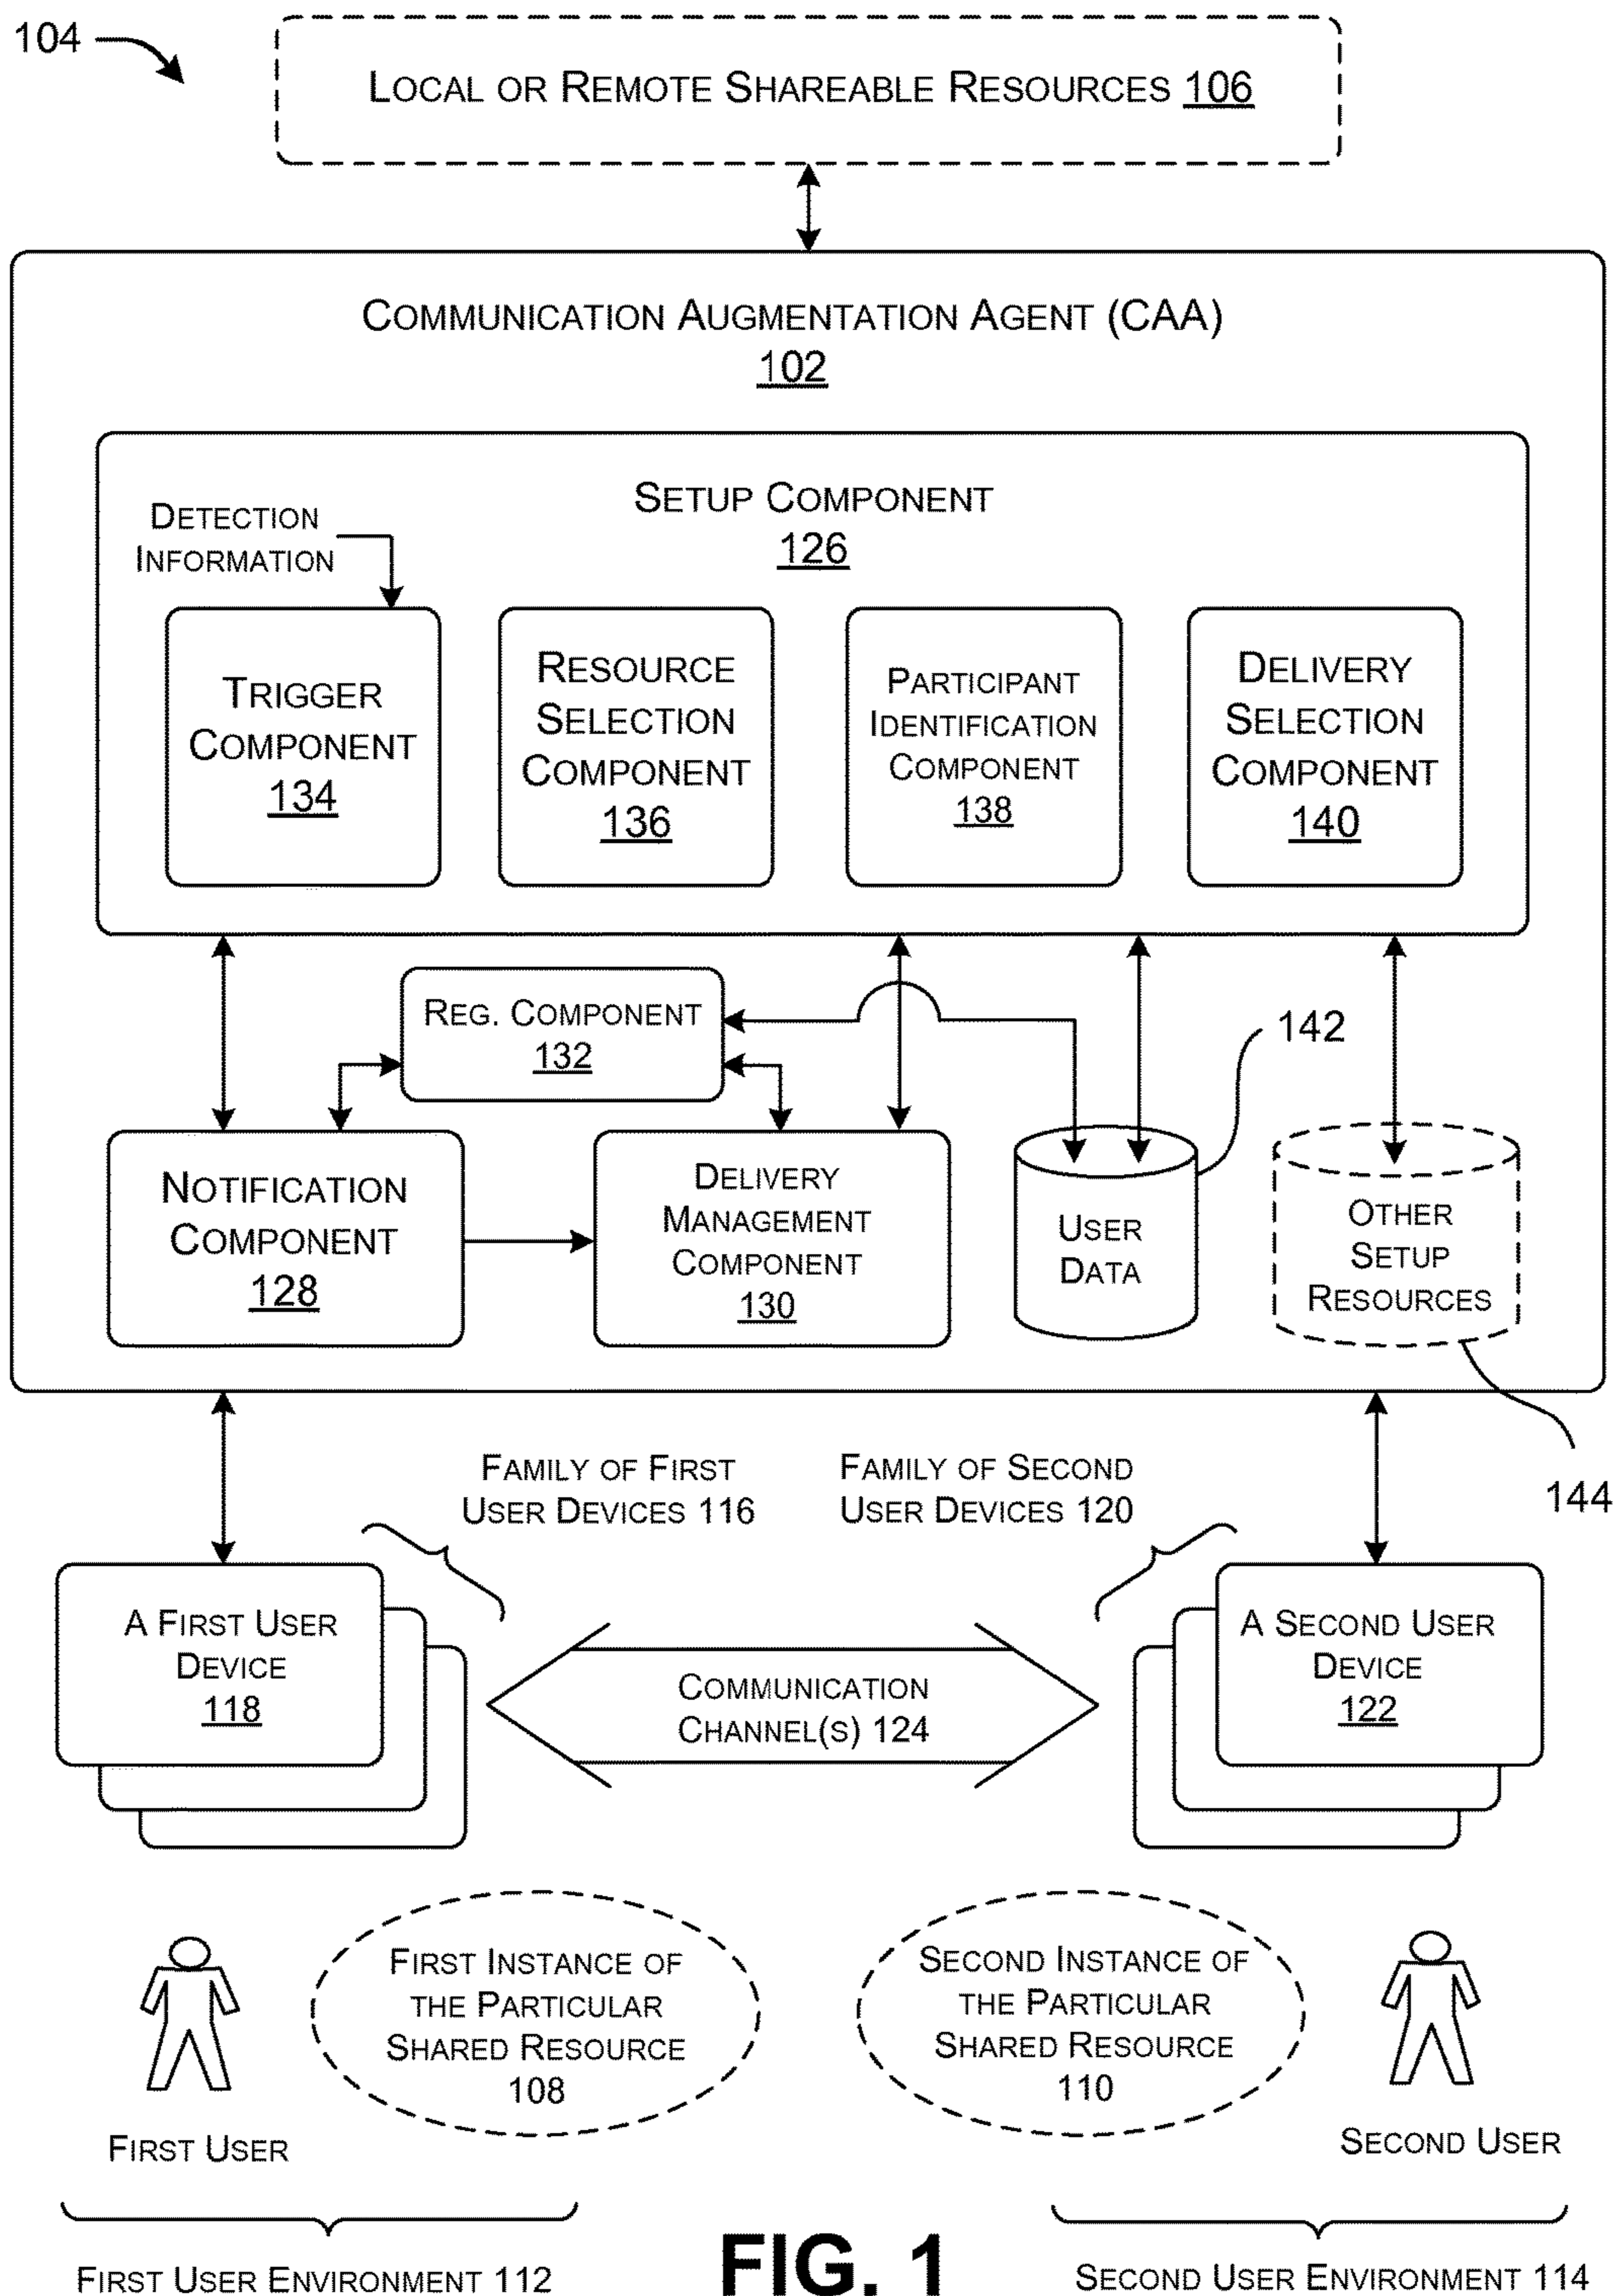 104
LOCAL OR REMOTE SHAREABLE RESOURCES 106
COMMUNICATION AUGMENTATION AGENT (CAA)
102
SETUP COMPONENT
126
DETECTION
INFORMATION
TRIGGER
COMPONENT
134
RESOURCE
SELECTION
COMPONENT
136
PARTICIPANT
IDENTIFICATION
COMPONENT
138
DELIVERY
SELECTION
COMPONENT
140
REG. COMPONENT
132
142
NOTIFICATION
COMPONENT
128
DELIVERY
MANAGEMENT
COMPONENT
130
USER
DATA
OTHER
SETUP
RESOURCES
144
FAMILY OF FIRST
USER DEVICES 116
FAMILY OF SECOND
USER DEVICES 120
A FIRST USER
DEVICE
118
COMMUNICATION
CHANNEL(S) 124
A SECOND USER
DEVICE
122
FIRST INSTANCE OF
THE PARTICULAR
SHARED RESOURCE
108
SECOND INSTANCE OF
THE PARTICULAR
SHARED RESOURCE
110
FIRST USER
SECOND USER
FIRST USER ENVIRONMENT 112
FIG. 1
SECOND USER ENVIRONMENT 114